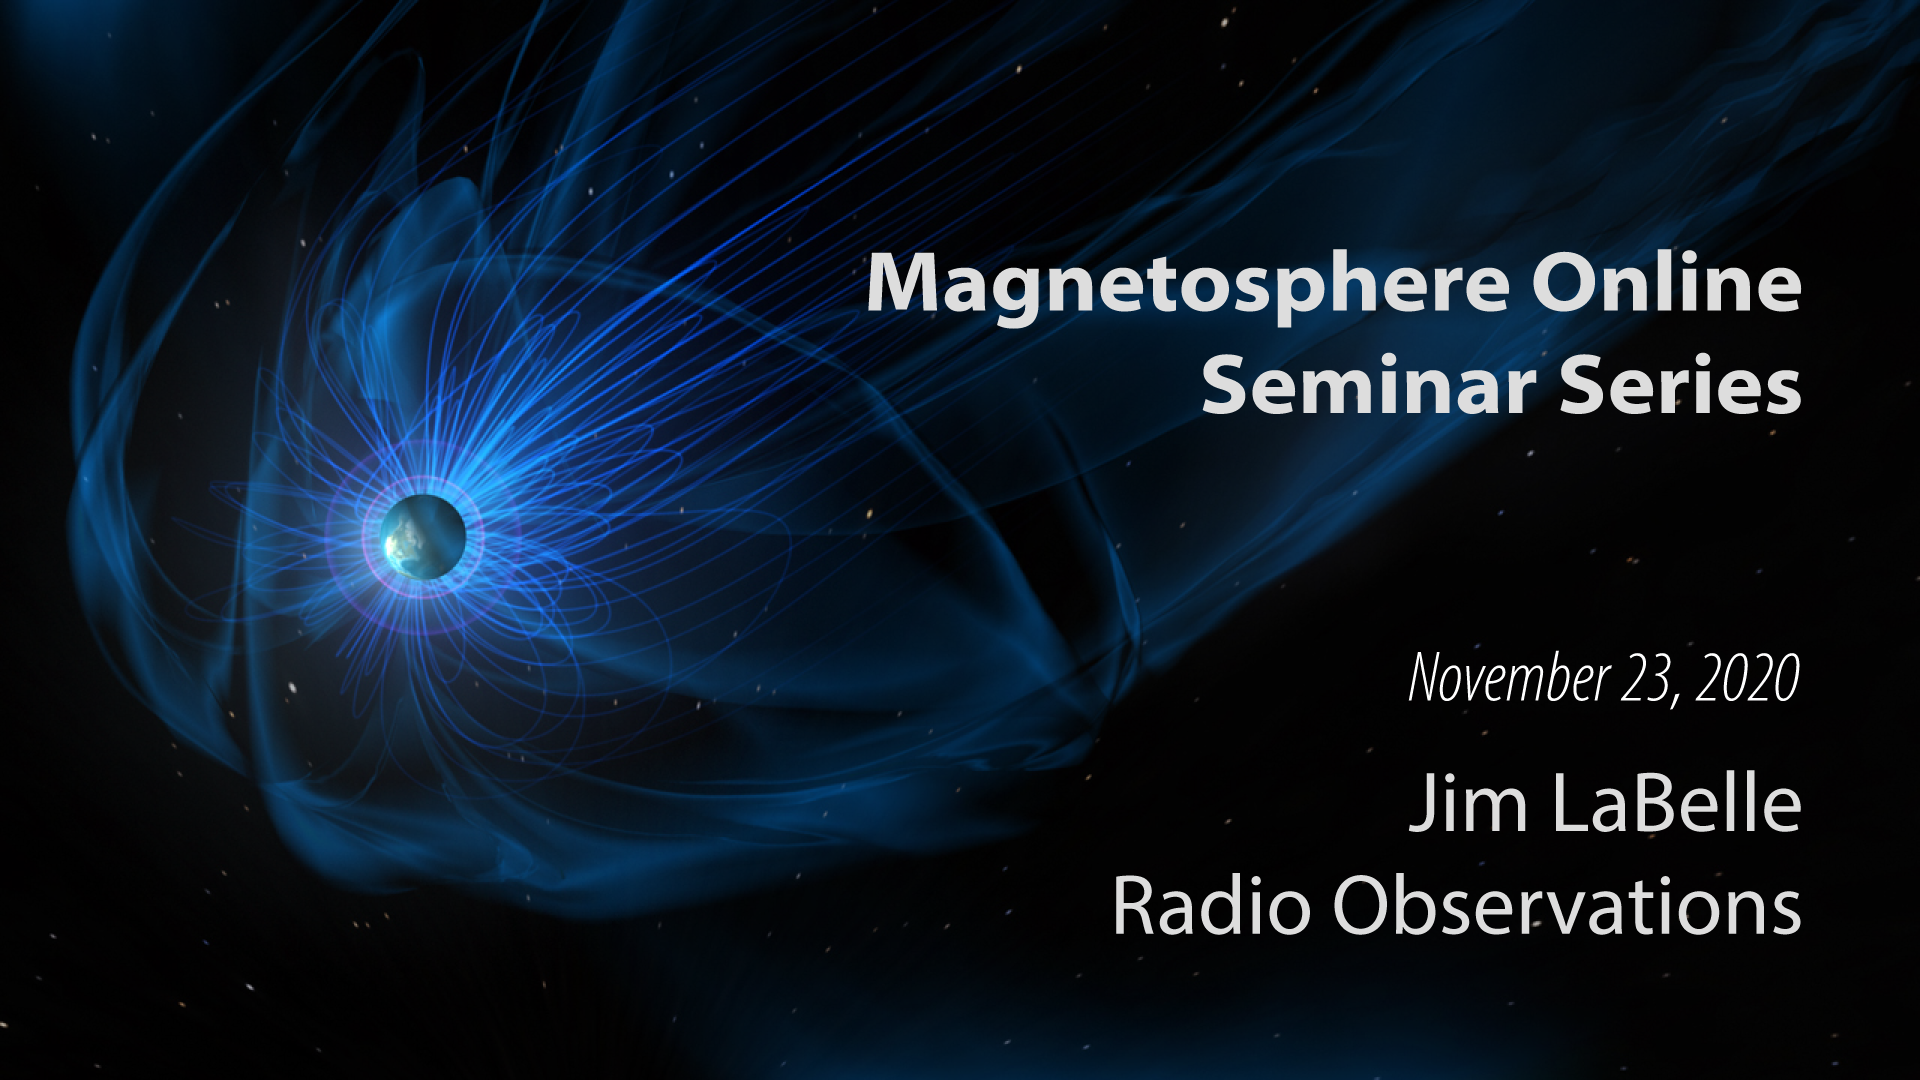 Magnetosphere Online
Seminar Series
November 23, 2020
Jim LaBelle
Radio Observations